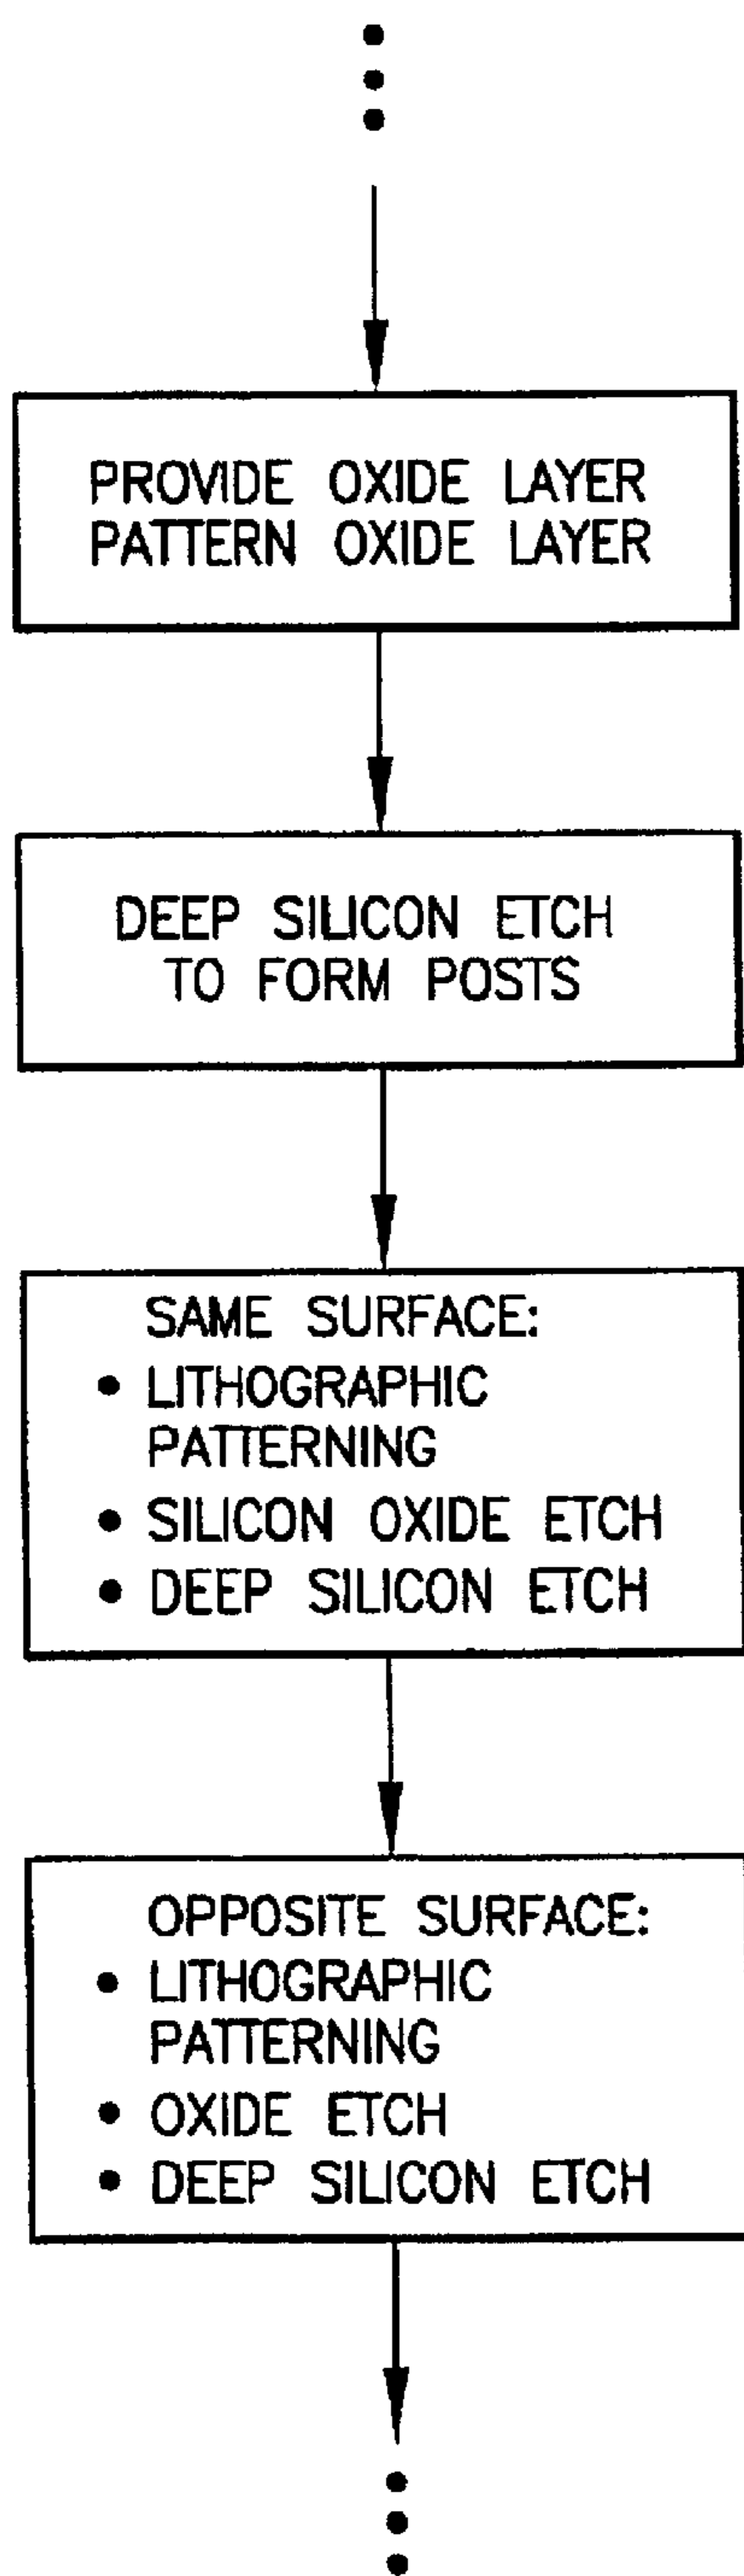 PROVIDE OXIDE LAYER
PATTERN OXIDE LAYER
DEEP SILICON ETCH
TO FORM POSTS
SAME SURFACE:
• LITHOGRAPHIC
PATTERNING
• SILICON OXIDE ETCH
• DEEP SILICON ETCH
OPPOSITE SURFACE:
• LITHOGRAPHIC
PATTERNING
• OXIDE ETCH
• DEEP SILICON ETCH